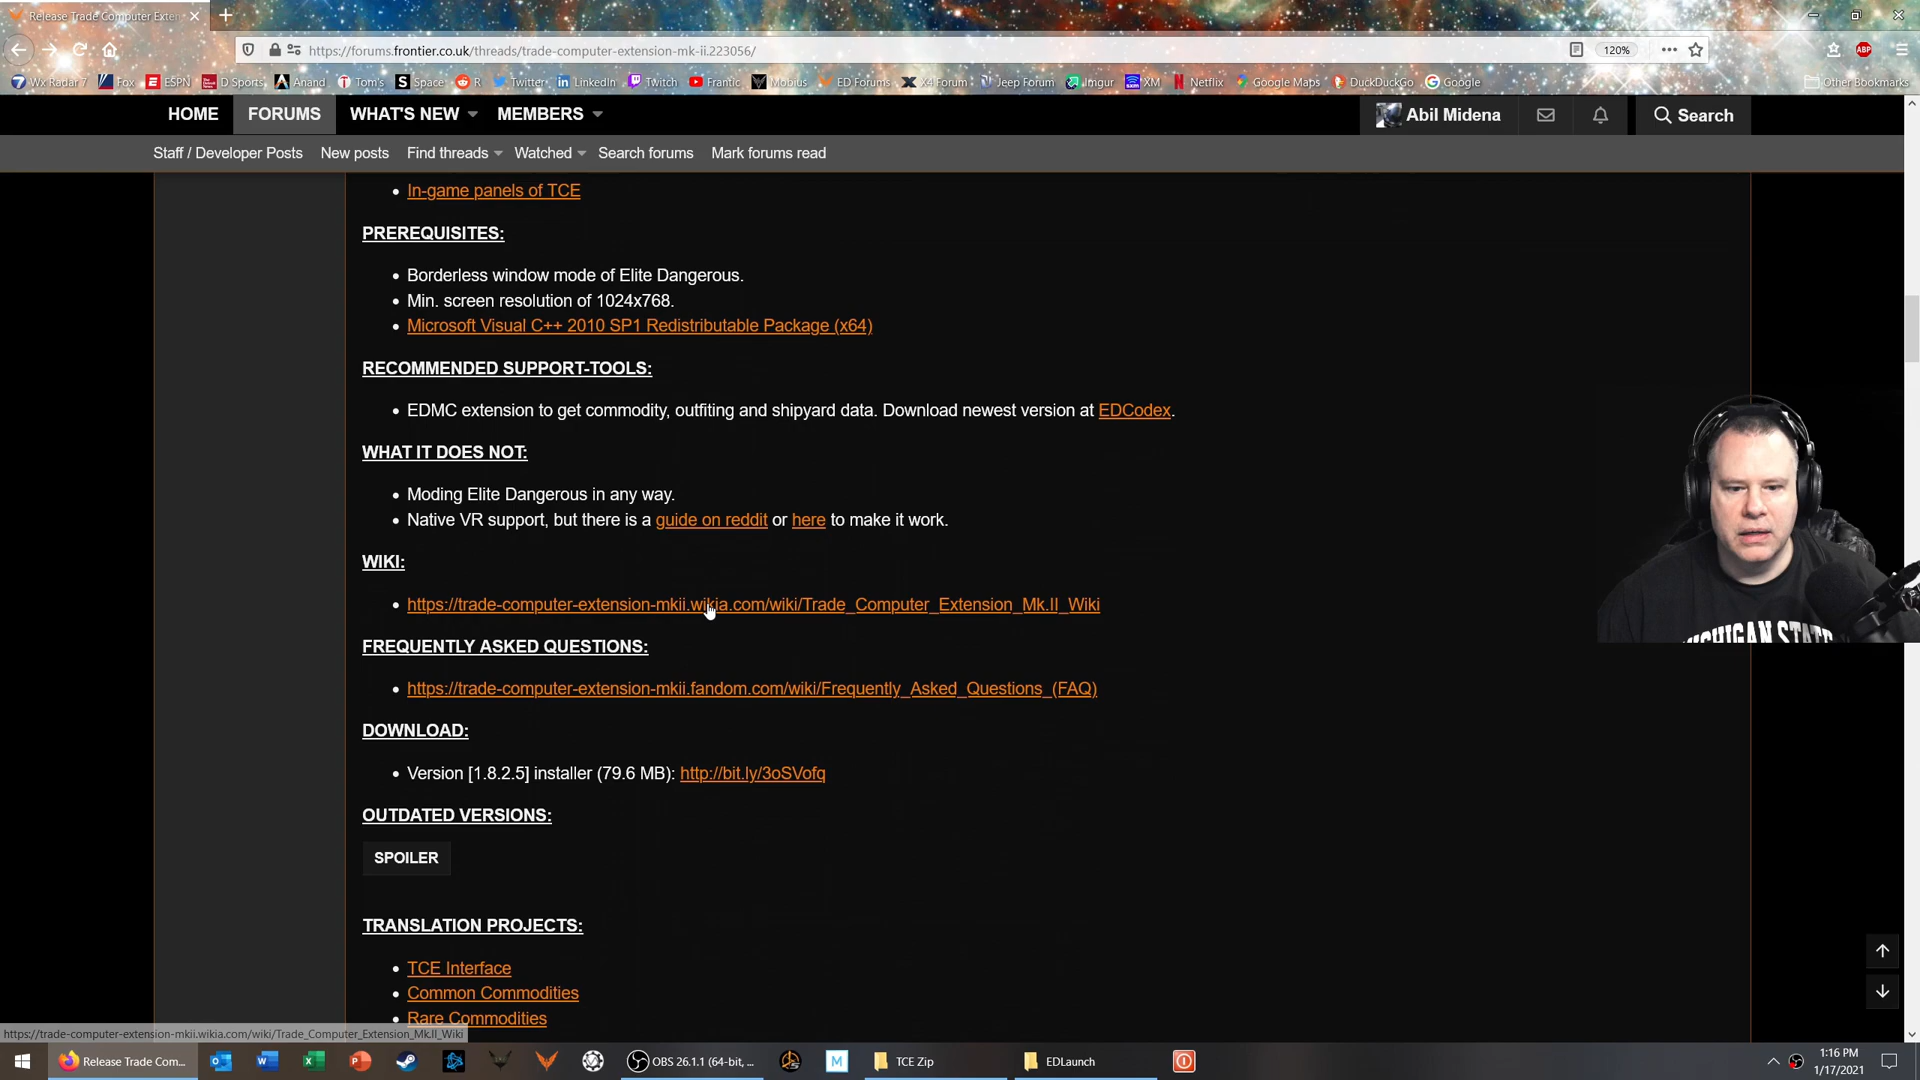 Release Trade Computer Exten
https://forums.frontier.co.uk/threads/trade-computer-extension-mk-ii.223056/
120%
ABP
Wx Radar 7
Fox
ESPN
D Sports
Anand
Tom's
Space
R
Twitter
LinkedIn
Twitch
Frantic
Mobius
ED Forums
X4 Forum
Jeep Forum
Imgur
XM
Netflix
Google Maps
DuckDuckGo
Google
Other Bookmarks
HOME
FORUMS
WHAT'S NEW
MEMBERS
Abil Midena
Search
Staff / Developer Posts
New posts
Find threads
Watched
Search forums
Mark forums read
In-game panels of TCE
PREREQUISITES:
Borderless window mode of Elite Dangerous.
Min. screen resolution of 1024x768.
Microsoft Visual C++ 2010 SP1 Redistributable Package (x64)
RECOMMENDED SUPPORT-TOOLS:
EDMC extension to get commodity, outfiting and shipyard data. Download newest version at EDCodex.
WHAT IT DOES NOT:
Moding Elite Dangerous in any way.
Native VR support, but there is a guide on reddit or here to make it work.
WIKI:
https://trade-computer-extension-mkii.wikia.com/wiki/Trade_Computer_Extension_Mk.II_Wiki
FREQUENTLY ASKED QUESTIONS:
https://trade-computer-extension-mkii.fandom.com/wiki/Frequently_Asked_Questions_(FAQ)
DOWNLOAD:
Version [1.8.2.5] installer (79.6 MB): http://bit.ly/3oSVofq
OUTDATED VERSIONS:
SPOILER
TRANSLATION PROJECTS:
TCE Interface
Common Commodities
Rare Commodities
MICHIGAN STATE
https://trade-computer-extension-mkii.wikia.com/wiki/Trade_Computer_Extension_Mk.II_Wiki
Release Trade Com...
OBS 26.1.1 (64-bit, ...
M
TCE Zip
EDLaunch
1:16 PM
1/17/2021